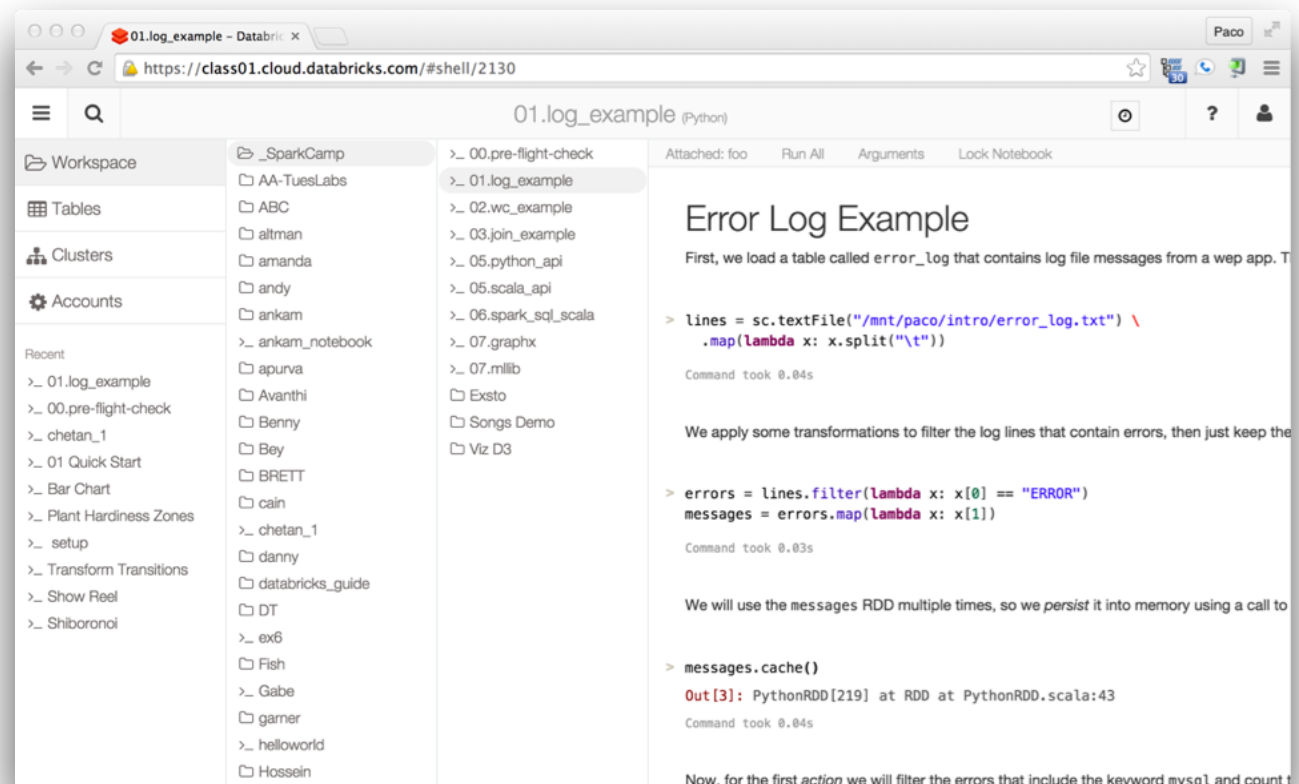 01.log_example – Databric ×
Paco
https://class01.cloud.databricks.com/#shell/2130
30
01.log_example (Python)
?
Workspace
Tables
Clusters
Accounts
Recent
>_ 01.log_example
>_ 00.pre-flight-check
>_ chetan_1
>_ 01 Quick Start
>_ Bar Chart
>_ Plant Hardiness Zones
>_ setup
>_ Transform Transitions
>_ Show Reel
>_ Shiboronoi
_SparkCamp
AA-TuesLabs
ABC
altman
amanda
andy
ankam
>_ ankam_notebook
apurva
Avanthi
Benny
Bey
BRETT
cain
>_ chetan_1
danny
databricks_guide
DT
>_ ex6
Fish
>_ Gabe
garner
>_ helloworld
Hossein
>_ 00.pre-flight-check
>_ 01.log_example
>_ 02.wc_example
>_ 03.join_example
>_ 05.python_api
>_ 05.scala_api
>_ 06.spark_sql_scala
>_ 07.graphx
>_ 07.mllib
Exsto
Songs Demo
Viz D3
Attached: foo Run All Arguments Lock Notebook
Error Log Example
First, we load a table called error_log that contains log file messages from a wep app.
> lines = sc.textFile("/mnt/paco/intro/error_log.txt") \
.map(lambda x: x.split("\t"))
Command took 0.04s
We apply some transformations to filter the log lines that contain errors, then just keep the
> errors = lines.filter(lambda x: x[0] == "ERROR")
messages = errors.map(lambda x: x[1])
Command took 0.03s
We will use the messages RDD multiple times, so we persist it into memory using a call to
> messages.cache()
Out[3]: PythonRDD[219] at RDD at PythonRDD.scala:43
Command took 0.04s
Now, for the first action we will filter the errors that include the keyword mysql and count